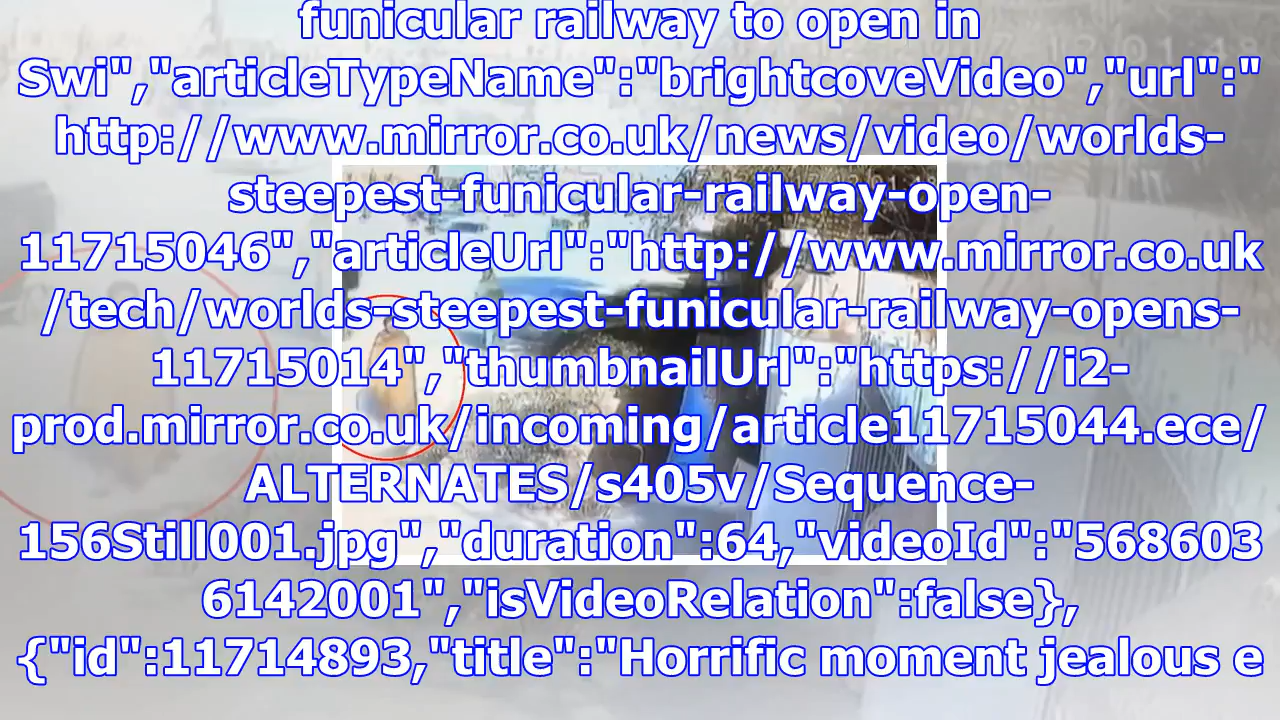 funicular railway to open in
Swi","articleTypeName":"brightcoveVideo","url":"
http://www.mirror.co.uk/news/video/worlds-
steepest-funicular-railway-open-
11715046","articleUrl":"http://www.mirror.co.uk
/tech/worlds-steepest-funicular-railway-opens-
11715014","thumbnailUrl":"https://i2-
prod.mirror.co.uk/incoming/article11715044.ece/
ALTERNATES/s405v/Sequence-
156Still001.jpg","duration":64,"videoId":"568603
6142001","isVideoRelation":false},
{"id":11714893,"title":"Horrific moment jealous e